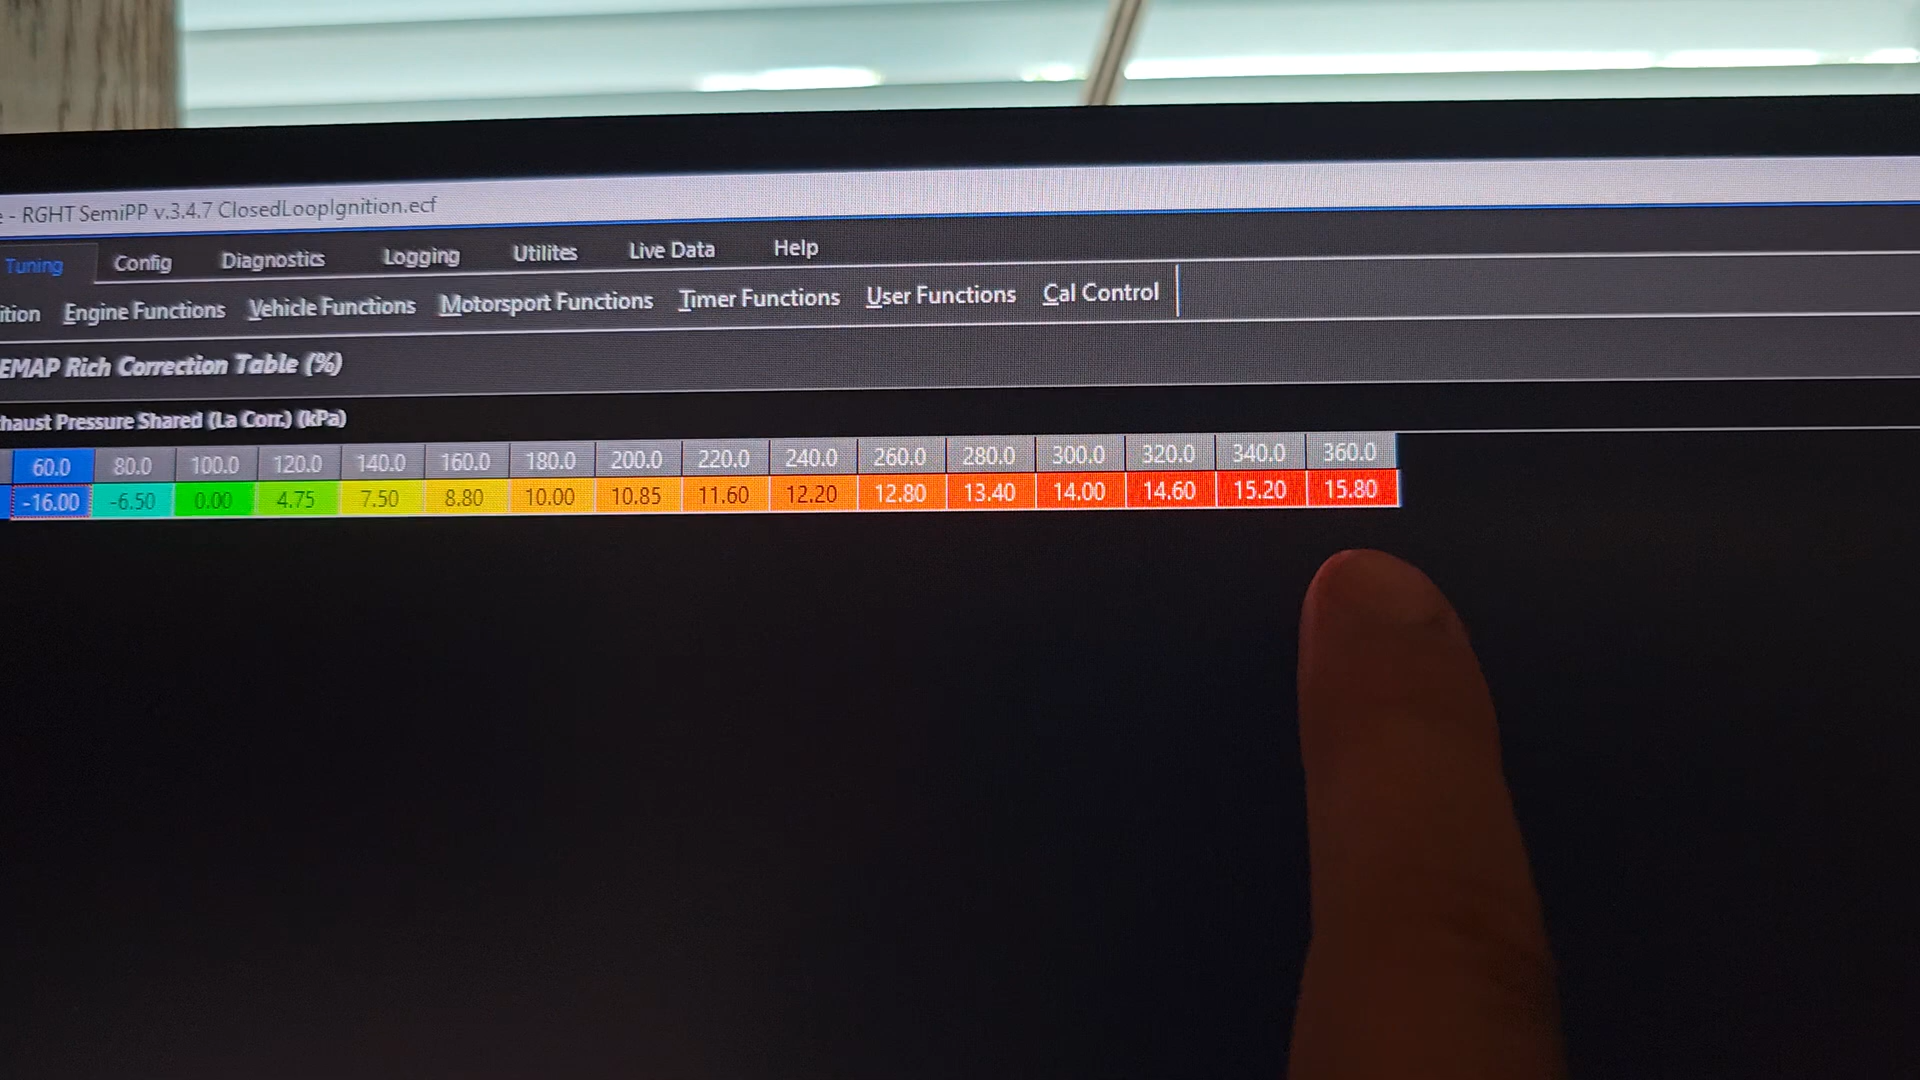 - RGHT SemiPP v.3.4.7 ClosedLoopIgnition.ecf
Tuning Config Diagnostics Logging Utilites Live Data Help
ition Engine Functions Vehicle Functions Motorsport Functions Timer Functions User Functions Cal Control
EMAP Rich Correction Table (%)
haust Pressure Shared (La Corr.) (kPa)
60.0 80.0 100.0 120.0 140.0 160.0 180.0 200.0 220.0 240.0 260.0 280.0 300.0 320.0 340.0 360.0
-16.00 -6.50 0.00 4.75 7.50 8.80 10.00 10.85 11.60 12.20 12.80 13.40 14.00 14.60 15.20 15.80